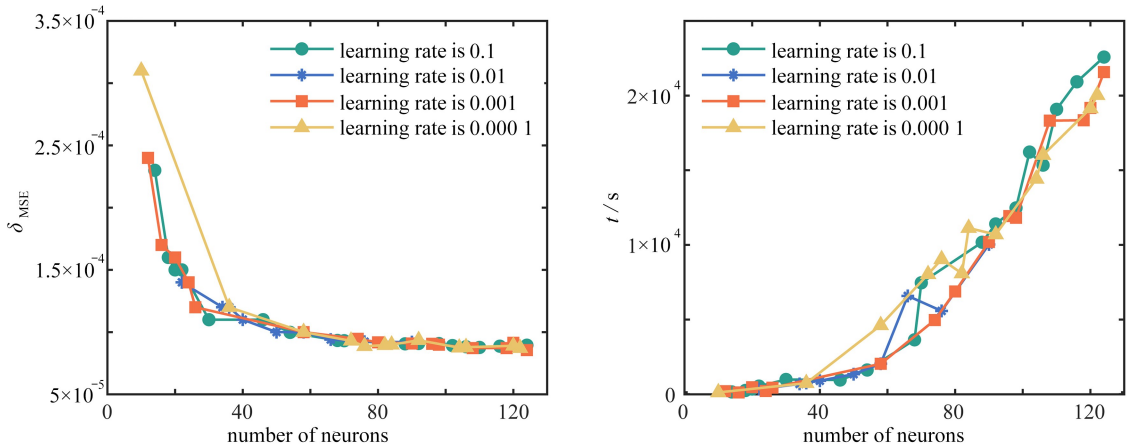 3.5×10⁻⁴
2.5×10⁻⁴
1.5×10⁻⁴
5×10⁻⁵
δ MSE
learning rate is 0.1
learning rate is 0.01
learning rate is 0.001
learning rate is 0.000 1
0 40 80 120
number of neurons
2×10⁴
1×10⁴
0
t / s
learning rate is 0.1
learning rate is 0.01
learning rate is 0.001
learning rate is 0.000 1
0 40 80 120
number of neurons